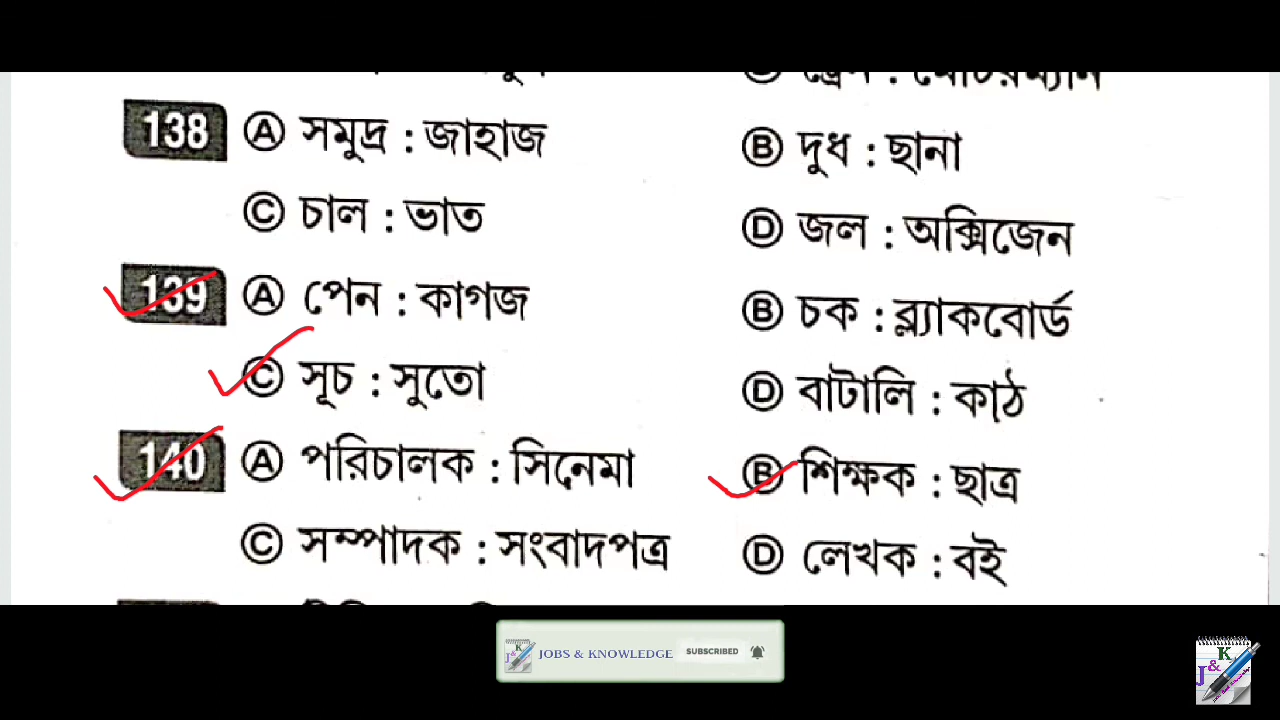 138 Ⓐ সমুদ্র : জাহাজ Ⓑ দুধ : ছানা
Ⓒ চাল : ভাত Ⓓ জল : অক্সিজেন
139 Ⓐ পেন : কাগজ Ⓑ চক : ব্ল্যাকবোর্ড
Ⓒ সূচ : সুতো Ⓓ বাটালি : কাঠ
140 Ⓐ পরিচালক : সিনেমা Ⓑ শিক্ষক : ছাত্র
Ⓒ সম্পাদক : সংবাদপত্র Ⓓ লেখক : বই
JOBS & KNOWLEDGE SUBSCRIBED
J&K